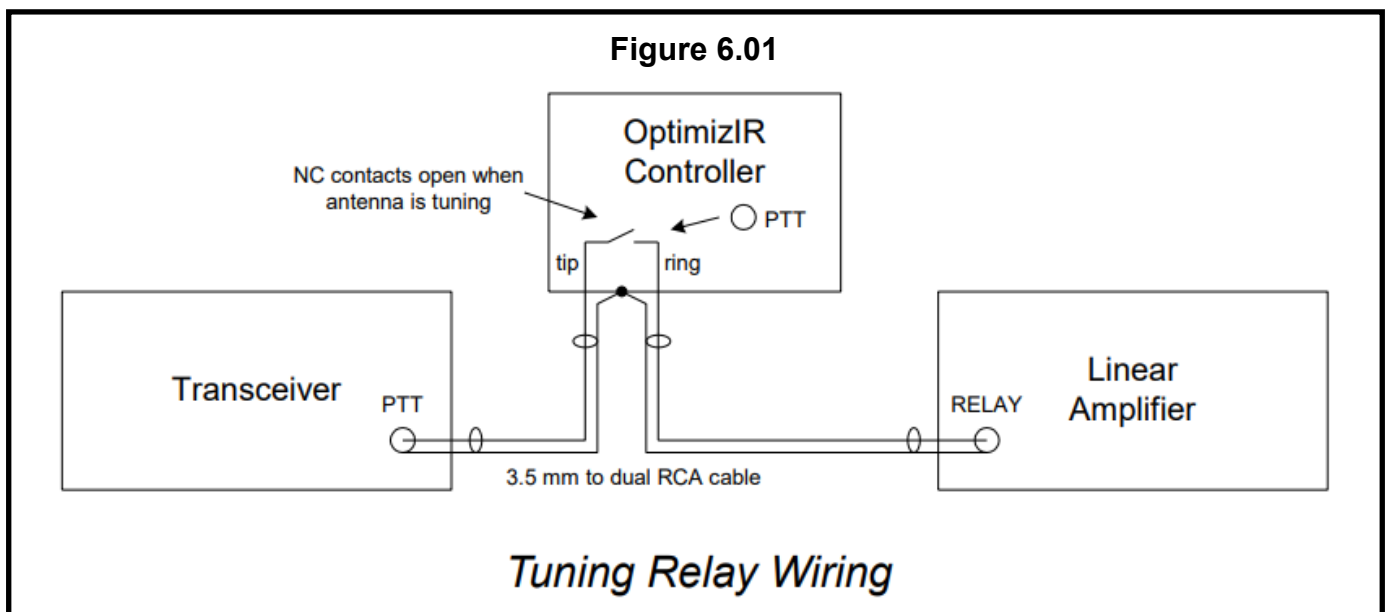 Figure 6.01
OptimizIR
Controller
NC contacts open when
antenna is tuning
PTT
tip
ring
Transceiver
PTT
Linear
Amplifier
RELAY
3.5 mm to dual RCA cable
Tuning Relay Wiring